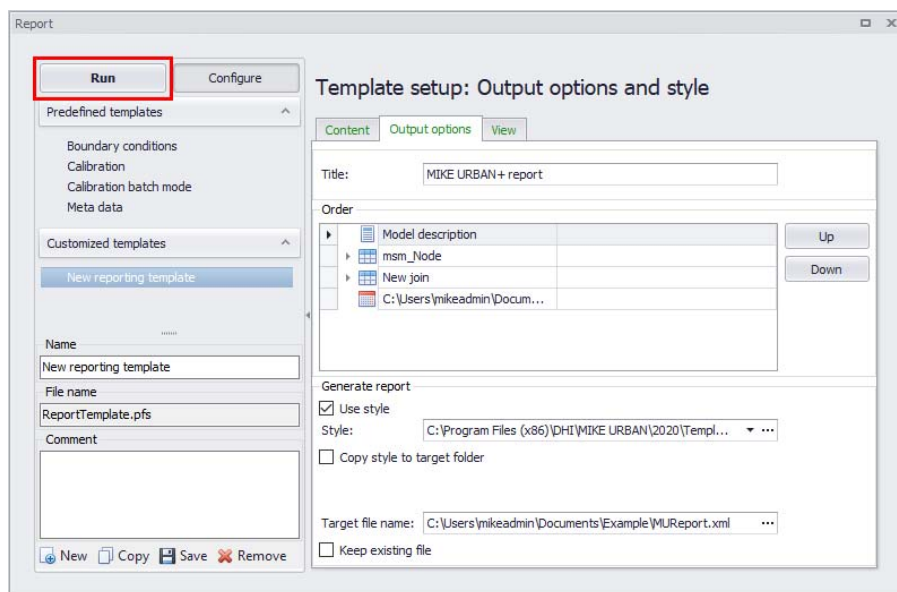 Report
Run Configure
Predefined templates
Boundary conditions
Calibration
Calibration batch mode
Meta data
Customized templates
New reporting template
Name
New reporting template
File name
ReportTemplate.pfs
Comment
New Copy Save Remove
Template setup: Output options and style
Content Output options View
Title: MIKE URBAN+ report
Order
Model description
msm_Node
New join
C:\Users\mikeadmin\Docum...
Up
Down
Generate report
Use style
Style: C:\Program Files (x86)\DHI\MIKE URBAN\2020\Templ...
Copy style to target folder
Target file name: C:\Users\mikeadmin\Documents\Example\MUReport.xml
Keep existing file